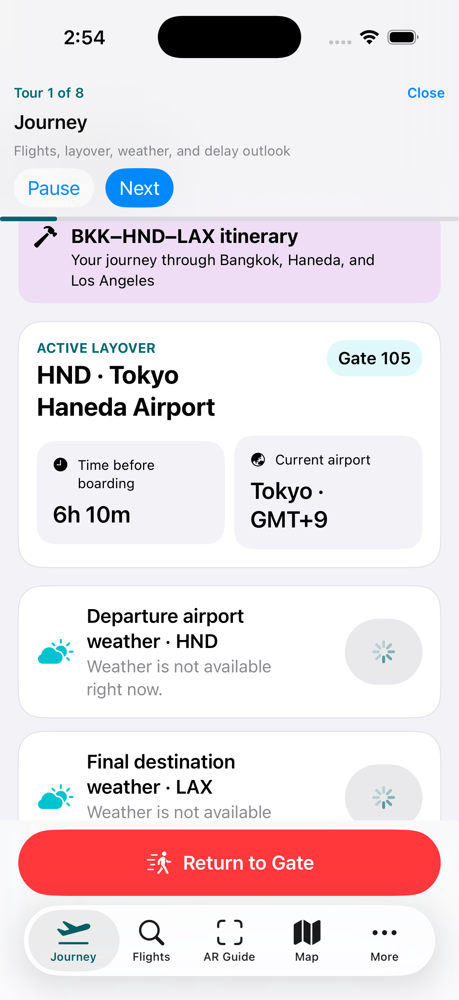 2:54
Tour 1 of 8
Close
Journey
Flights, layover, weather, and delay outlook
Pause
Next
BKK–HND–LAX itinerary
Your journey through Bangkok, Haneda, and
Los Angeles
ACTIVE LAYOVER
Gate 105
HND · Tokyo
Haneda Airport
Time before
boarding
6h 10m
Current airport
Tokyo ·
GMT+9
Departure airport
weather · HND
Weather is not available
right now.
Final destination
weather · LAX
Weather is not available
Return to Gate
Journey
Flights
AR Guide
Map
More